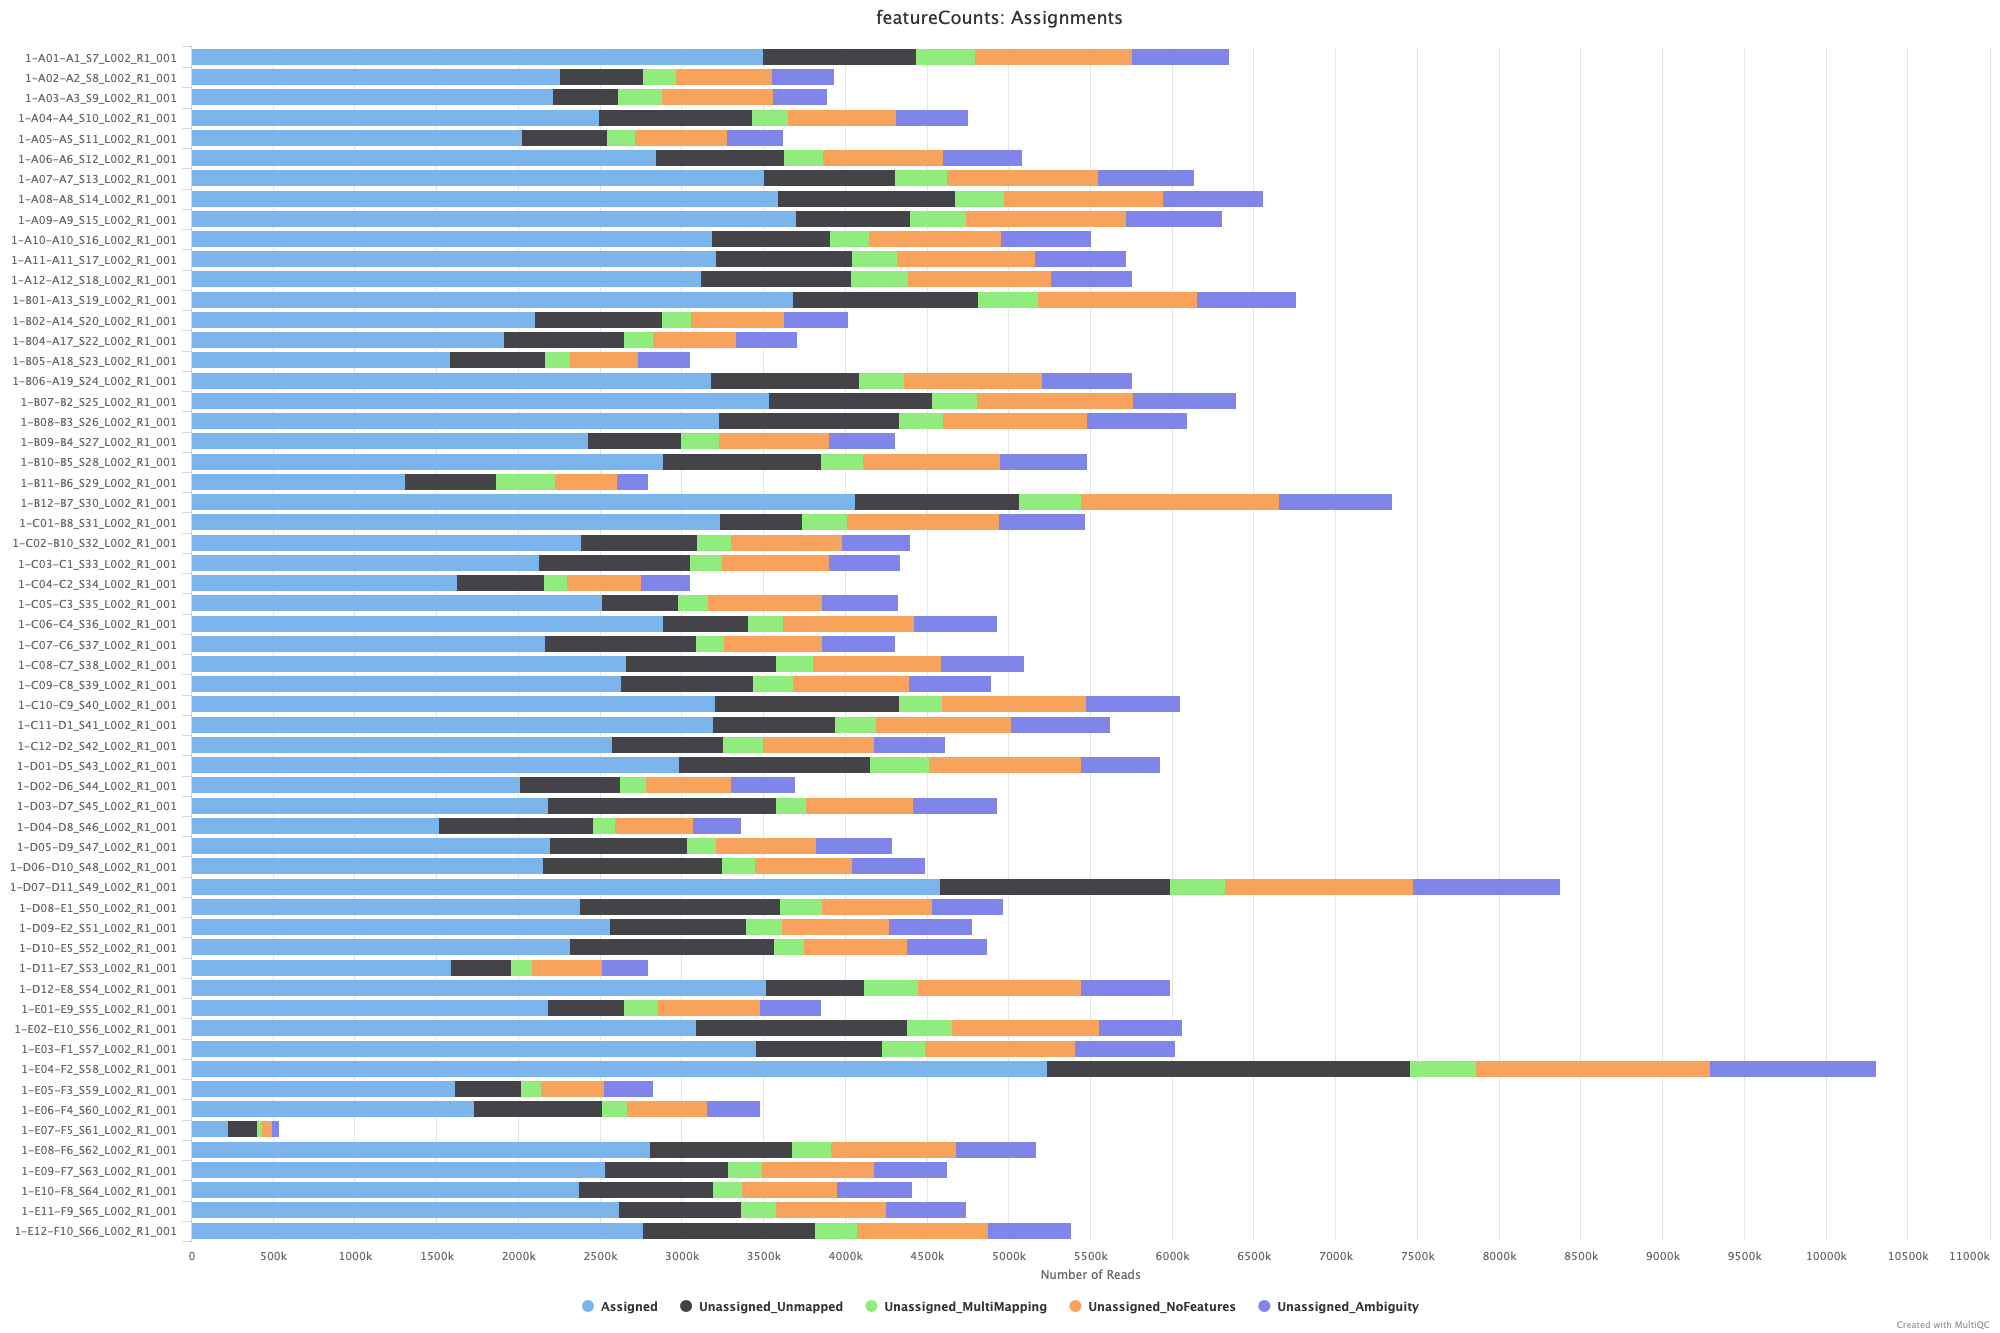 featureCounts: Assignments
1-A01-A1_S7_L002_R1_001
1-A02-A2_S8_L002_R1_001
1-A03-A3_S9_L002_R1_001
1-A04-A4_S10_L002_R1_001
1-A05-A5_S11_L002_R1_001
1-A06-A6_S12_L002_R1_001
1-A07-A7_S13_L002_R1_001
1-A08-A8_S14_L002_R1_001
1-A09-A9_S15_L002_R1_001
1-A10-A10_S16_L002_R1_001
1-A11-A11_S17_L002_R1_001
1-A12-A12_S18_L002_R1_001
1-B01-A13_S19_L002_R1_001
1-B02-A14_S20_L002_R1_001
1-B04-A17_S22_L002_R1_001
1-B05-A18_S23_L002_R1_001
1-B06-A19_S24_L002_R1_001
1-B07-B2_S25_L002_R1_001
1-B08-B3_S26_L002_R1_001
1-B09-B4_S27_L002_R1_001
1-B10-B5_S28_L002_R1_001
1-B11-B6_S29_L002_R1_001
1-B12-B7_S30_L002_R1_001
1-C01-B8_S31_L002_R1_001
1-C02-B10_S32_L002_R1_001
1-C03-C1_S33_L002_R1_001
1-C04-C2_S34_L002_R1_001
1-C05-C3_S35_L002_R1_001
1-C06-C4_S36_L002_R1_001
1-C07-C6_S37_L002_R1_001
1-C08-C7_S38_L002_R1_001
1-C09-C8_S39_L002_R1_001
1-C10-C9_S40_L002_R1_001
1-C11-D1_S41_L002_R1_001
1-C12-D2_S42_L002_R1_001
1-D01-D5_S43_L002_R1_001
1-D02-D6_S44_L002_R1_001
1-D03-D7_S45_L002_R1_001
1-D04-D8_S46_L002_R1_001
1-D05-D9_S47_L002_R1_001
1-D06-D10_S48_L002_R1_001
1-D07-D11_S49_L002_R1_001
1-D08-E1_S50_L002_R1_001
1-D09-E2_S51_L002_R1_001
1-D10-E5_S52_L002_R1_001
1-D11-E7_S53_L002_R1_001
1-D12-E8_S54_L002_R1_001
1-E01-E9_S55_L002_R1_001
1-E02-E10_S56_L002_R1_001
1-E03-F1_S57_L002_R1_001
1-E04-F2_S58_L002_R1_001
1-E05-F3_S59_L002_R1_001
1-E06-F4_S60_L002_R1_001
1-E07-F5_S61_L002_R1_001
1-E08-F6_S62_L002_R1_001
1-E09-F7_S63_L002_R1_001
1-E10-F8_S64_L002_R1_001
1-E11-F9_S65_L002_R1_001
1-E12-F10_S66_L002_R1_001
0 500k 1000k 1500k 2000k 2500k 3000k 3500k 4000k 4500k 5000k 5500k 6000k 6500k 7000k 7500k 8000k 8500k 9000k 9500k 10000k 10500k 11000k
Number of Reads
Assigned Unassigned_Unmapped Unassigned_MultiMapping Unassigned_NoFeatures Unassigned_Ambiguity
Created with MultiQC